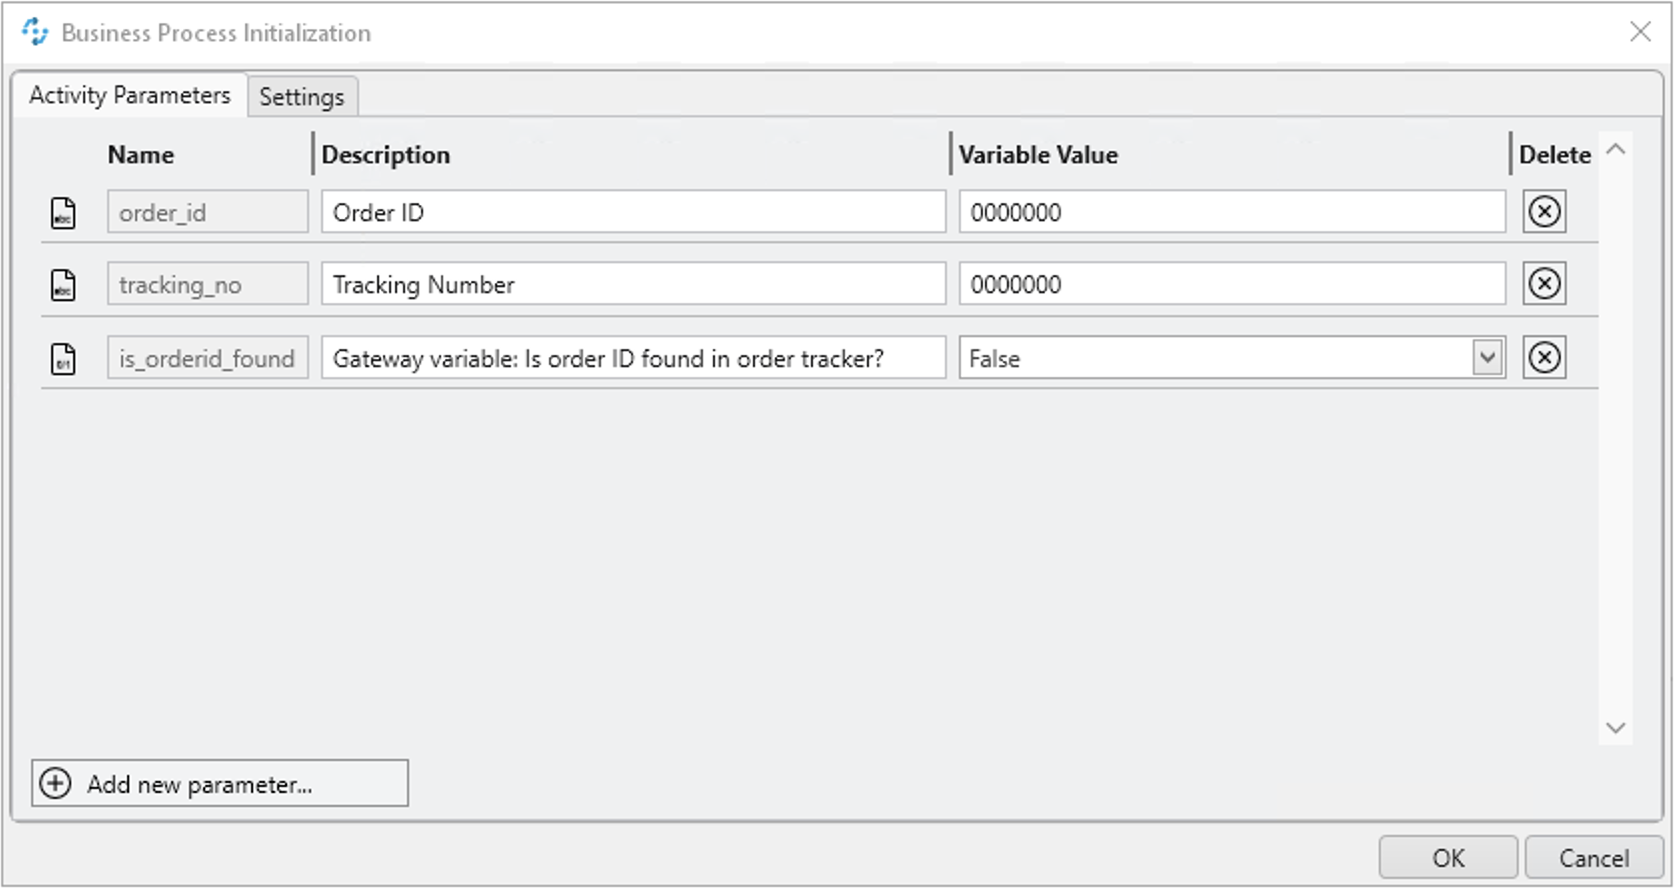 Business Process Initialization
Activity Parameters Settings
Name Description Variable Value Delete
order_id Order ID 0000000
tracking_no Tracking Number 0000000
is_orderid_found Gateway variable: Is order ID found in order tracker? False
Add new parameter...
OK Cancel